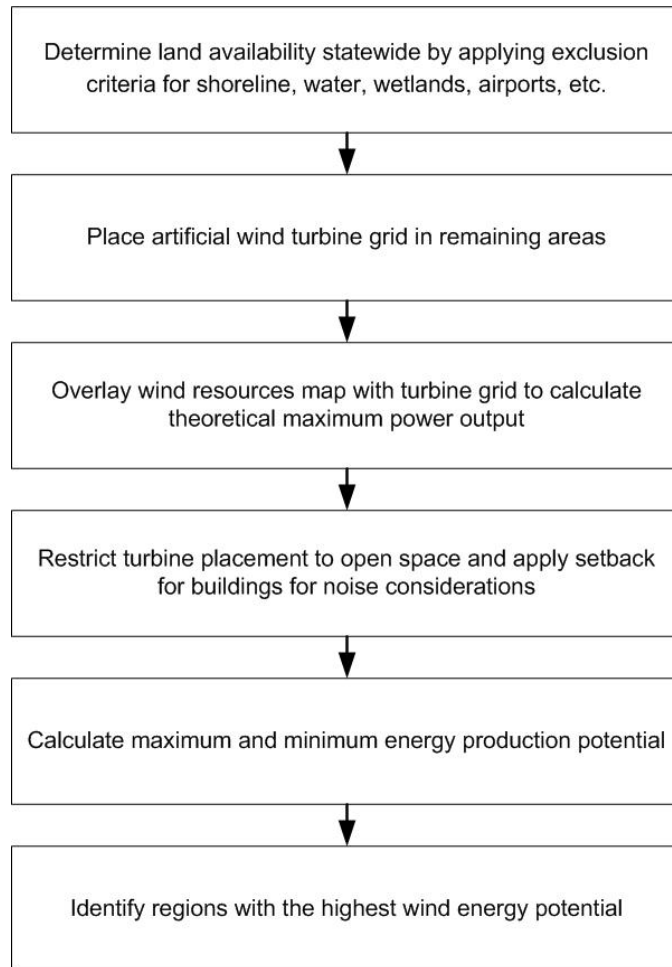 Determine land availability statewide by applying exclusion
criteria for shoreline, water, wetlands, airports, etc.
Place artificial wind turbine grid in remaining areas
Overlay wind resources map with turbine grid to calculate
theoretical maximum power output
Restrict turbine placement to open space and apply setback
for buildings for noise considerations
Calculate maximum and minimum energy production potential
Identify regions with the highest wind energy potential